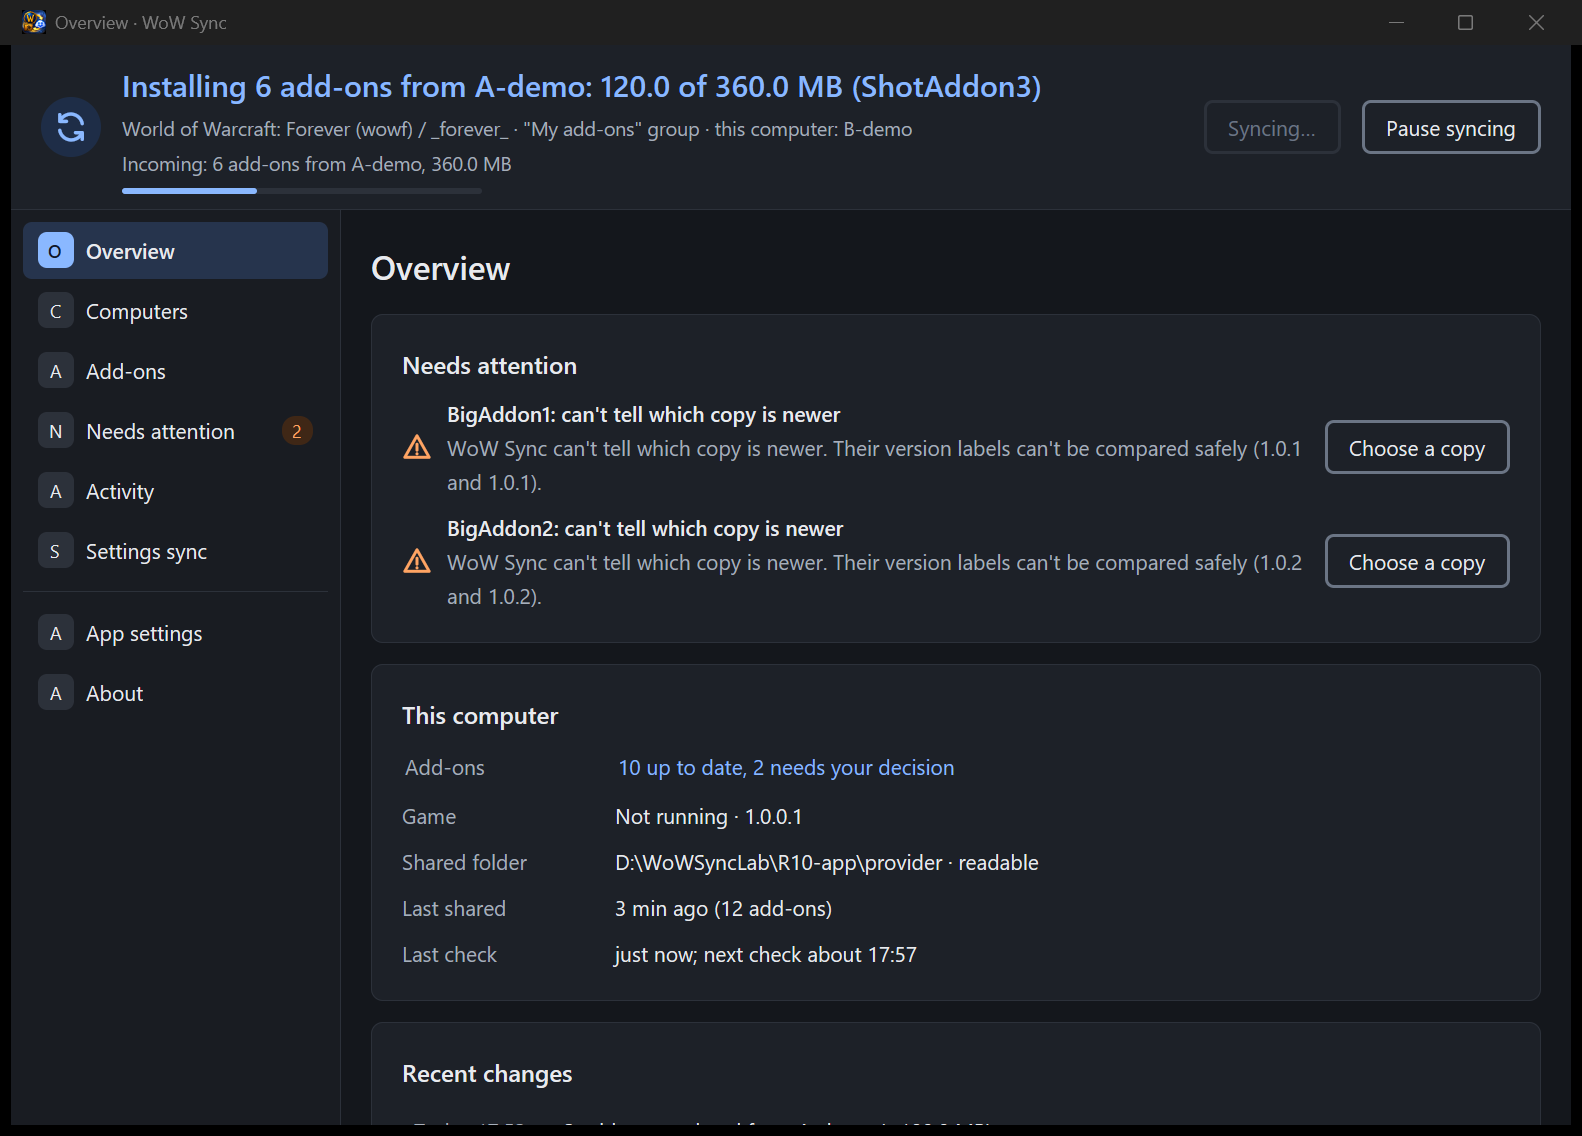 Overview · WoW Sync
Installing 6 add-ons from A-demo: 120.0 of 360.0 MB (ShotAddon3)
World of Warcraft: Forever (wowf) / _forever_ · "My add-ons" group · this computer: B-demo
Incoming: 6 add-ons from A-demo, 360.0 MB
Syncing...
Pause syncing
O Overview
C Computers
A Add-ons
N Needs attention 2
A Activity
S Settings sync
A App settings
A About
Overview
Needs attention
BigAddon1: can't tell which copy is newer
WoW Sync can't tell which copy is newer. Their version labels can't be compared safely (1.0.1
and 1.0.1).
Choose a copy
BigAddon2: can't tell which copy is newer
WoW Sync can't tell which copy is newer. Their version labels can't be compared safely (1.0.2
and 1.0.2).
Choose a copy
This computer
Add-ons 10 up to date, 2 needs your decision
Game Not running · 1.0.0.1
Shared folder D:\WoWSyncLab\R10-app\provider · readable
Last shared 3 min ago (12 add-ons)
Last check just now; next check about 17:57
Recent changes